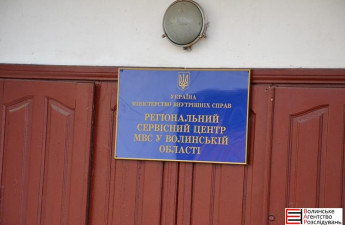 УКРАЇНА
МІНІСТЕРСТВО ВНУТРІШНІХ СПРАВ
РЕГІОНАЛЬНИЙ
СЕРВІСНИЙ ЦЕНТР
МВС У ВОЛИНСЬКІЙ
ОБЛАСТІ
Волинське
Агентство
Розслідувань